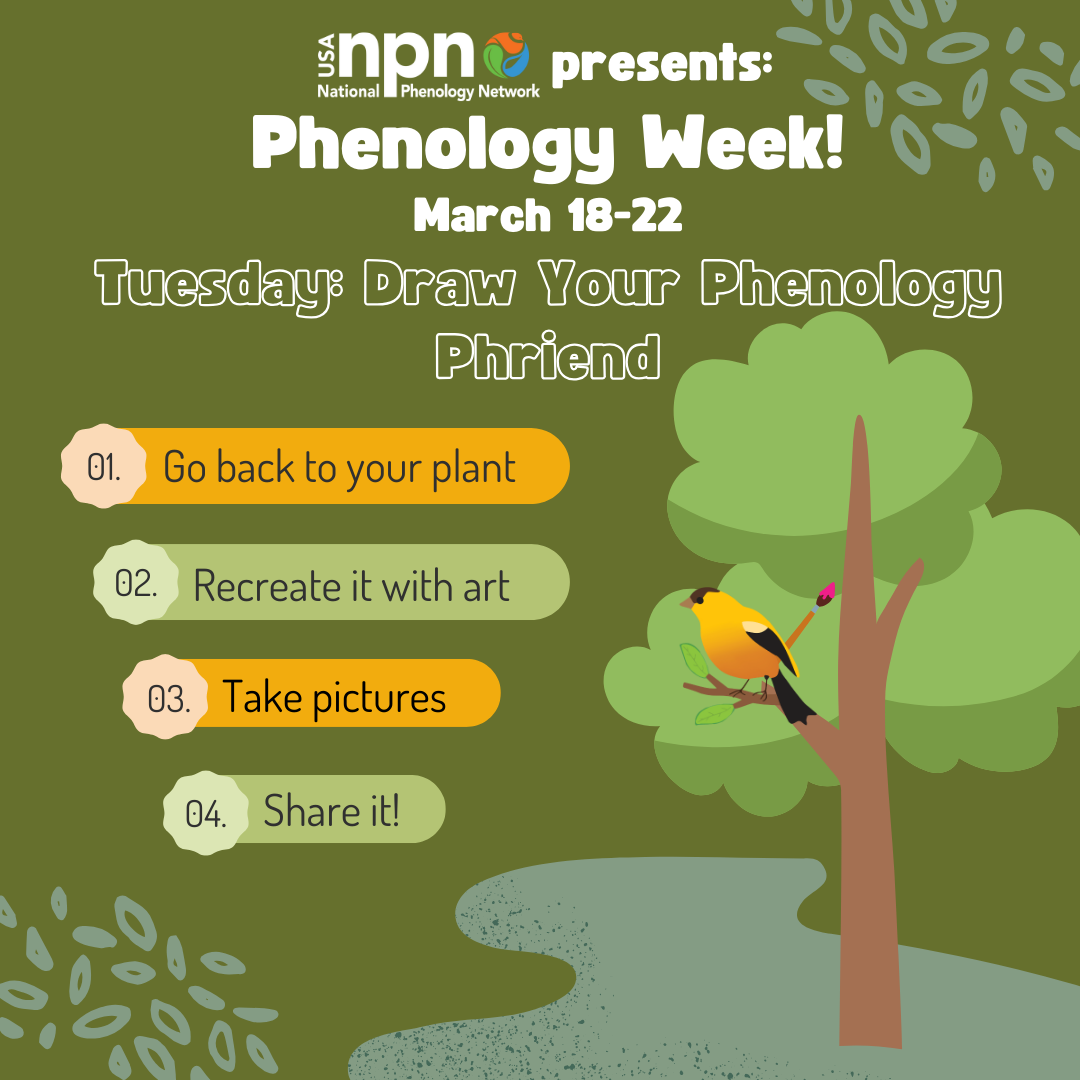 USA npn presents:
National Phenology Network
Phenology Week!
March 18-22
Tuesday: Draw Your Phenology
Phriend
01. Go back to your plant
02. Recreate it with art
03. Take pictures
04. Share it!